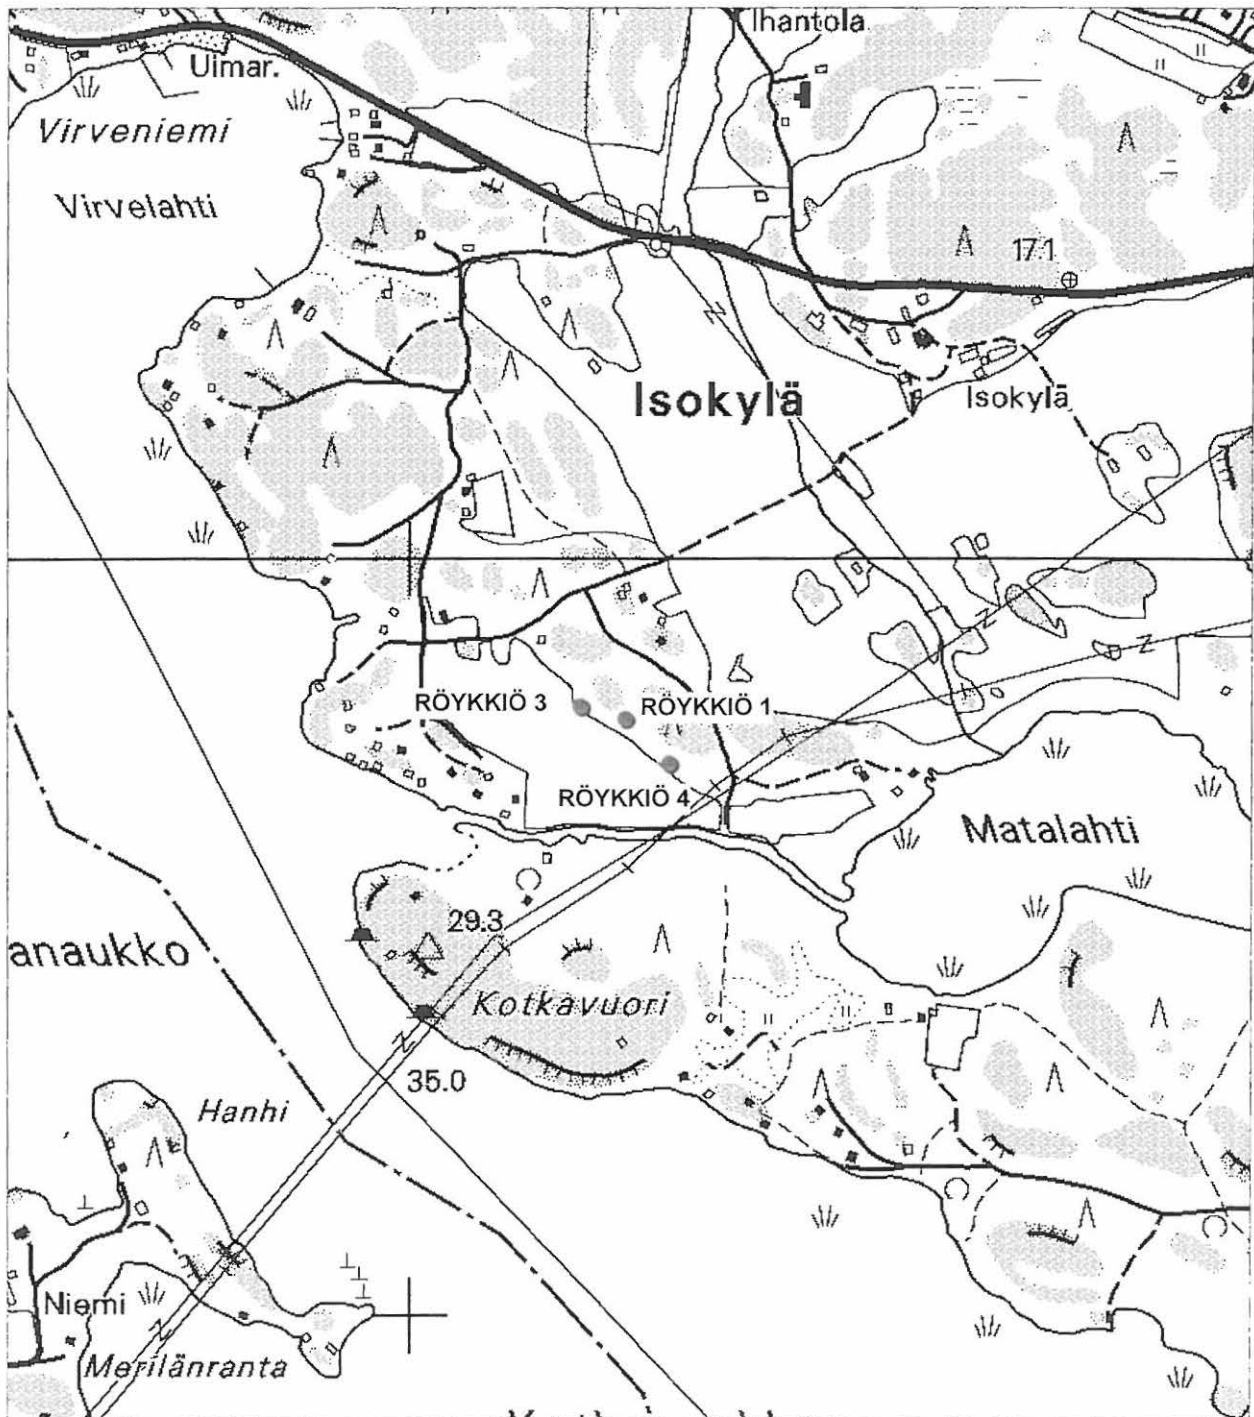 Ihantola
Uimar.
Virveniemi
Virvelahti
17.1
Isokylä
Isokylä
RÖYKKIÖ 3
RÖYKKIÖ 1
RÖYKKIÖ 4
Matalahti
29.3
anaukko
Kotkavuori
35.0
Hanhi
Niemi
Merilänranta